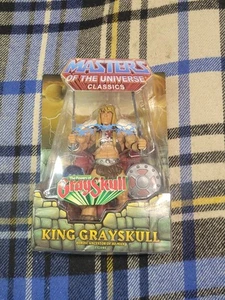 MASTERS
OF THE UNIVERSE
CLASSICS
GraySkull
KING GRAYSKULL